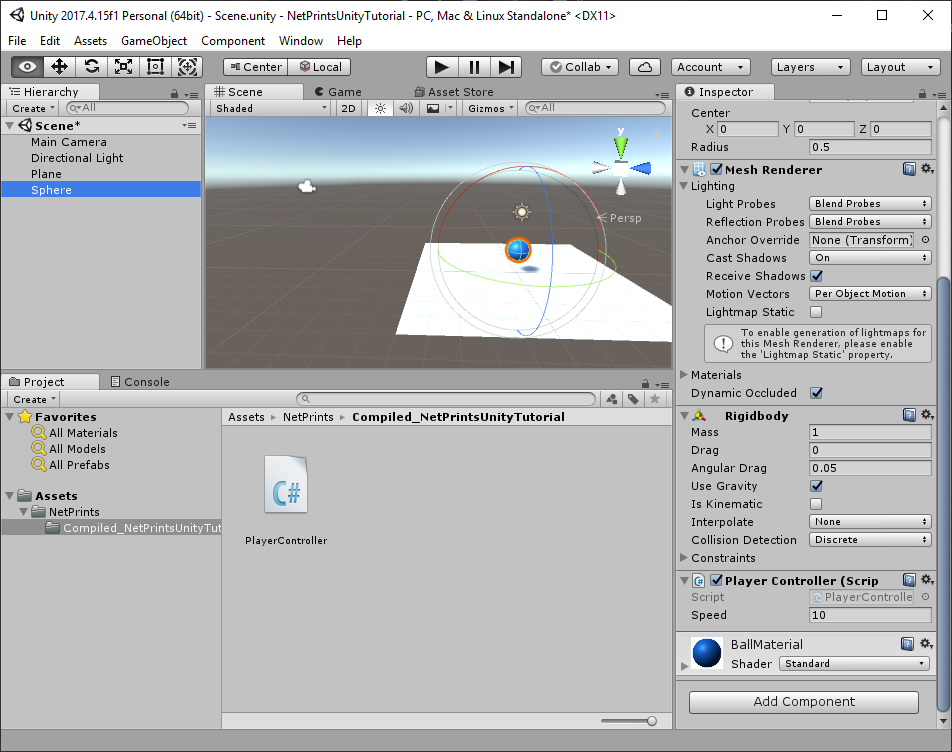 Unity 2017.4.15f1 Personal (64bit) - Scene.unity - NetPrintsUnityTutorial - PC, Mac & Linux Standalone* <DX11>
File Edit Assets GameObject Component Window Help
Center Local Collab Account Layers Layout
Hierarchy
Create All
Scene*
Main Camera
Directional Light
Plane
Sphere
Scene Game Asset Store
Shaded 2D Gizmos All
y
Persp
Project Console
Create
Favorites
All Materials
All Models
All Prefabs
Assets
NetPrints
Compiled_NetPrintsUnityTut
Assets NetPrints Compiled_NetPrintsUnityTutorial
C#
PlayerController
Inspector
Center
X 0 Y 0 Z 0
Radius 0.5
Mesh Renderer
Lighting
Light Probes Blend Probes
Reflection Probes Blend Probes
Anchor Override None (Transform)
Cast Shadows On
Receive Shadows
Motion Vectors Per Object Motion
Lightmap Static
To enable generation of lightmaps for
this Mesh Renderer, please enable
the 'Lightmap Static' property.
Materials
Dynamic Occluded
Rigidbody
Mass 1
Drag 0
Angular Drag 0.05
Use Gravity
Is Kinematic
Interpolate None
Collision Detection Discrete
Constraints
Player Controller (Scrip
Script PlayerControlle
Speed 10
BallMaterial
Shader Standard
Add Component